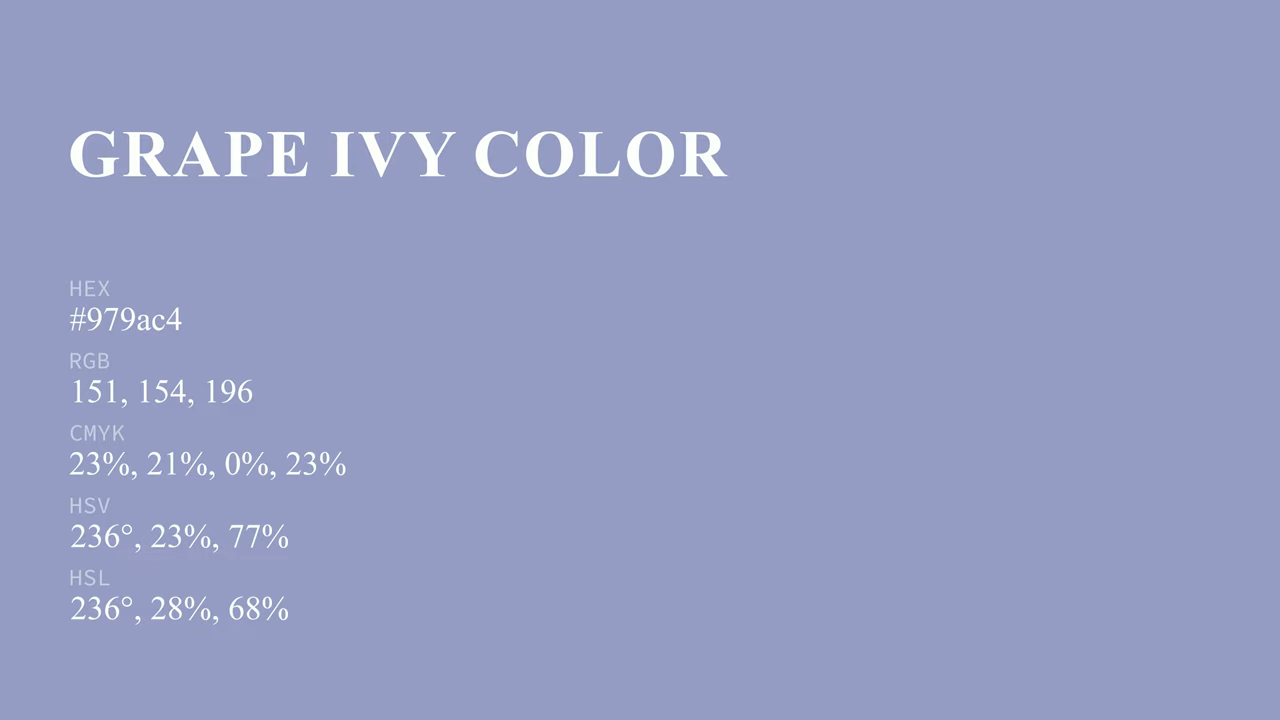 GRAPE IVY COLOR
HEX
#979ac4
RGB
151, 154, 196
CMYK
23%, 21%, 0%, 23%
HSV
236°, 23%, 77%
HSL
236°, 28%, 68%